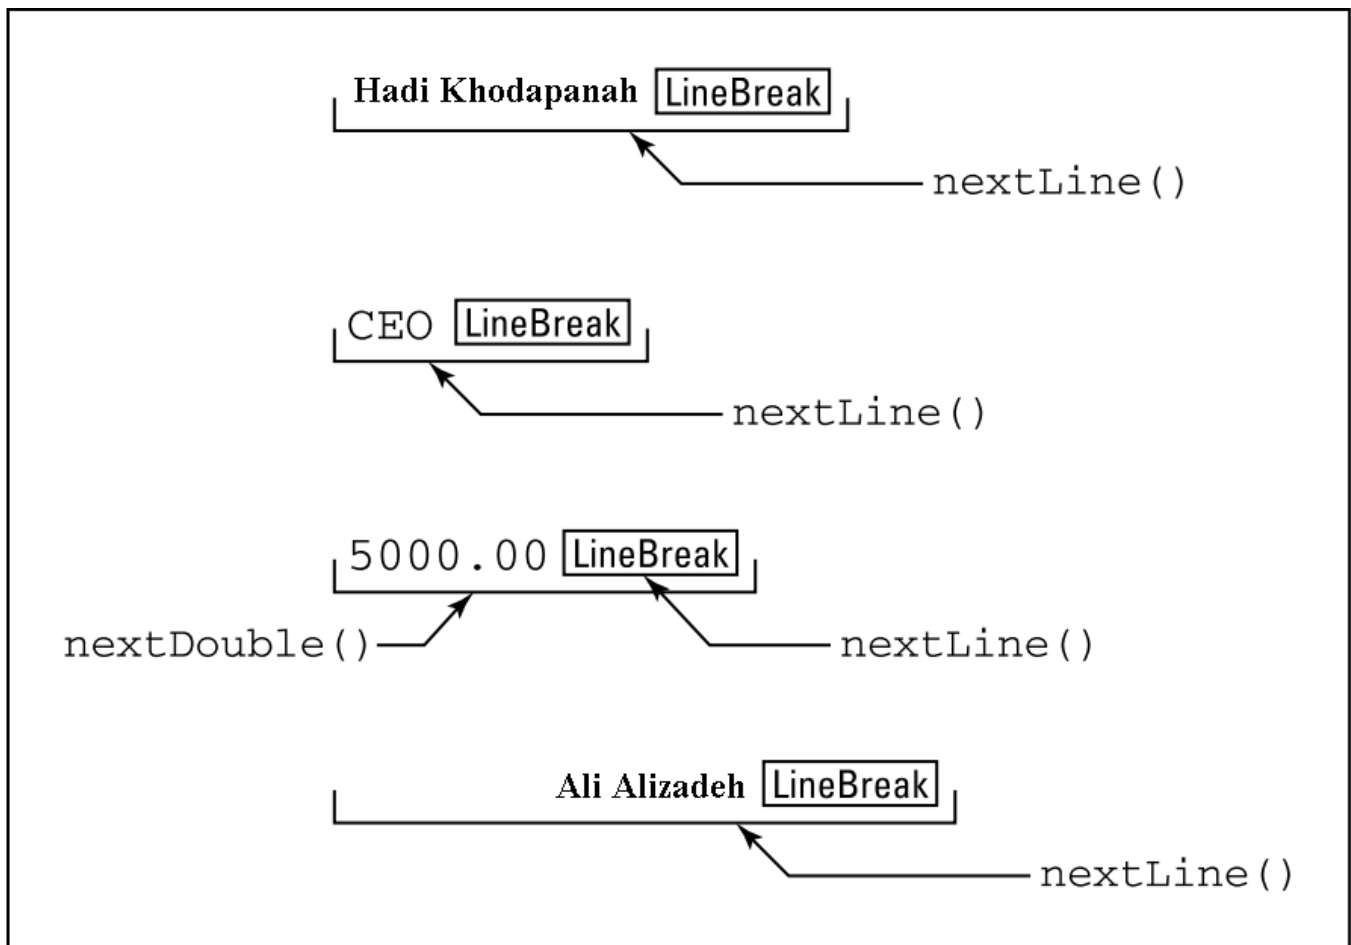 Hadi Khodapanah LineBreak
nextLine()
CEO LineBreak
nextLine()
5000.00 LineBreak
nextDouble() nextLine()
Ali Alizadeh LineBreak
nextLine()